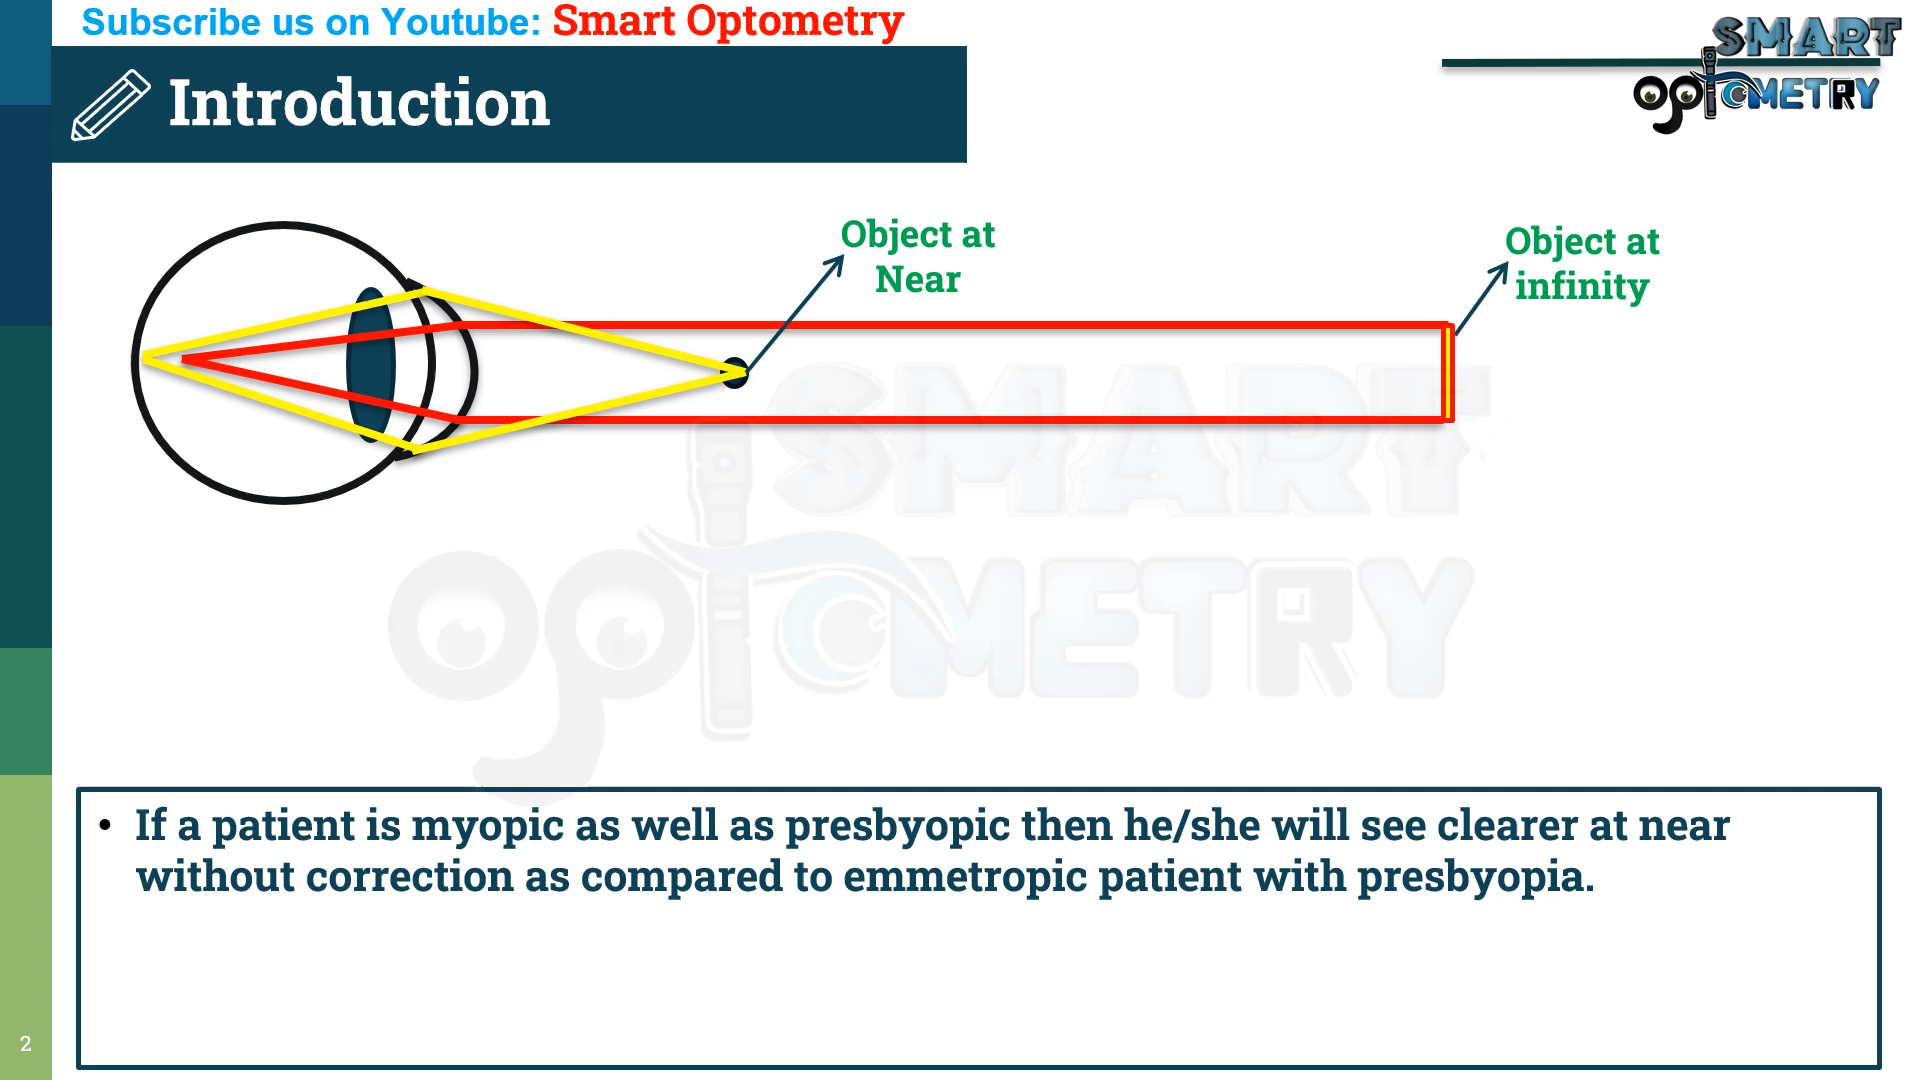 Subscribe us on Youtube: Smart Optometry
SMART
OptOMETRY
Introduction
Object at
Near
Object at
infinity
SMART
OptOMETRY
• If a patient is myopic as well as presbyopic then he/she will see clearer at near
without correction as compared to emmetropic patient with presbyopia.
2